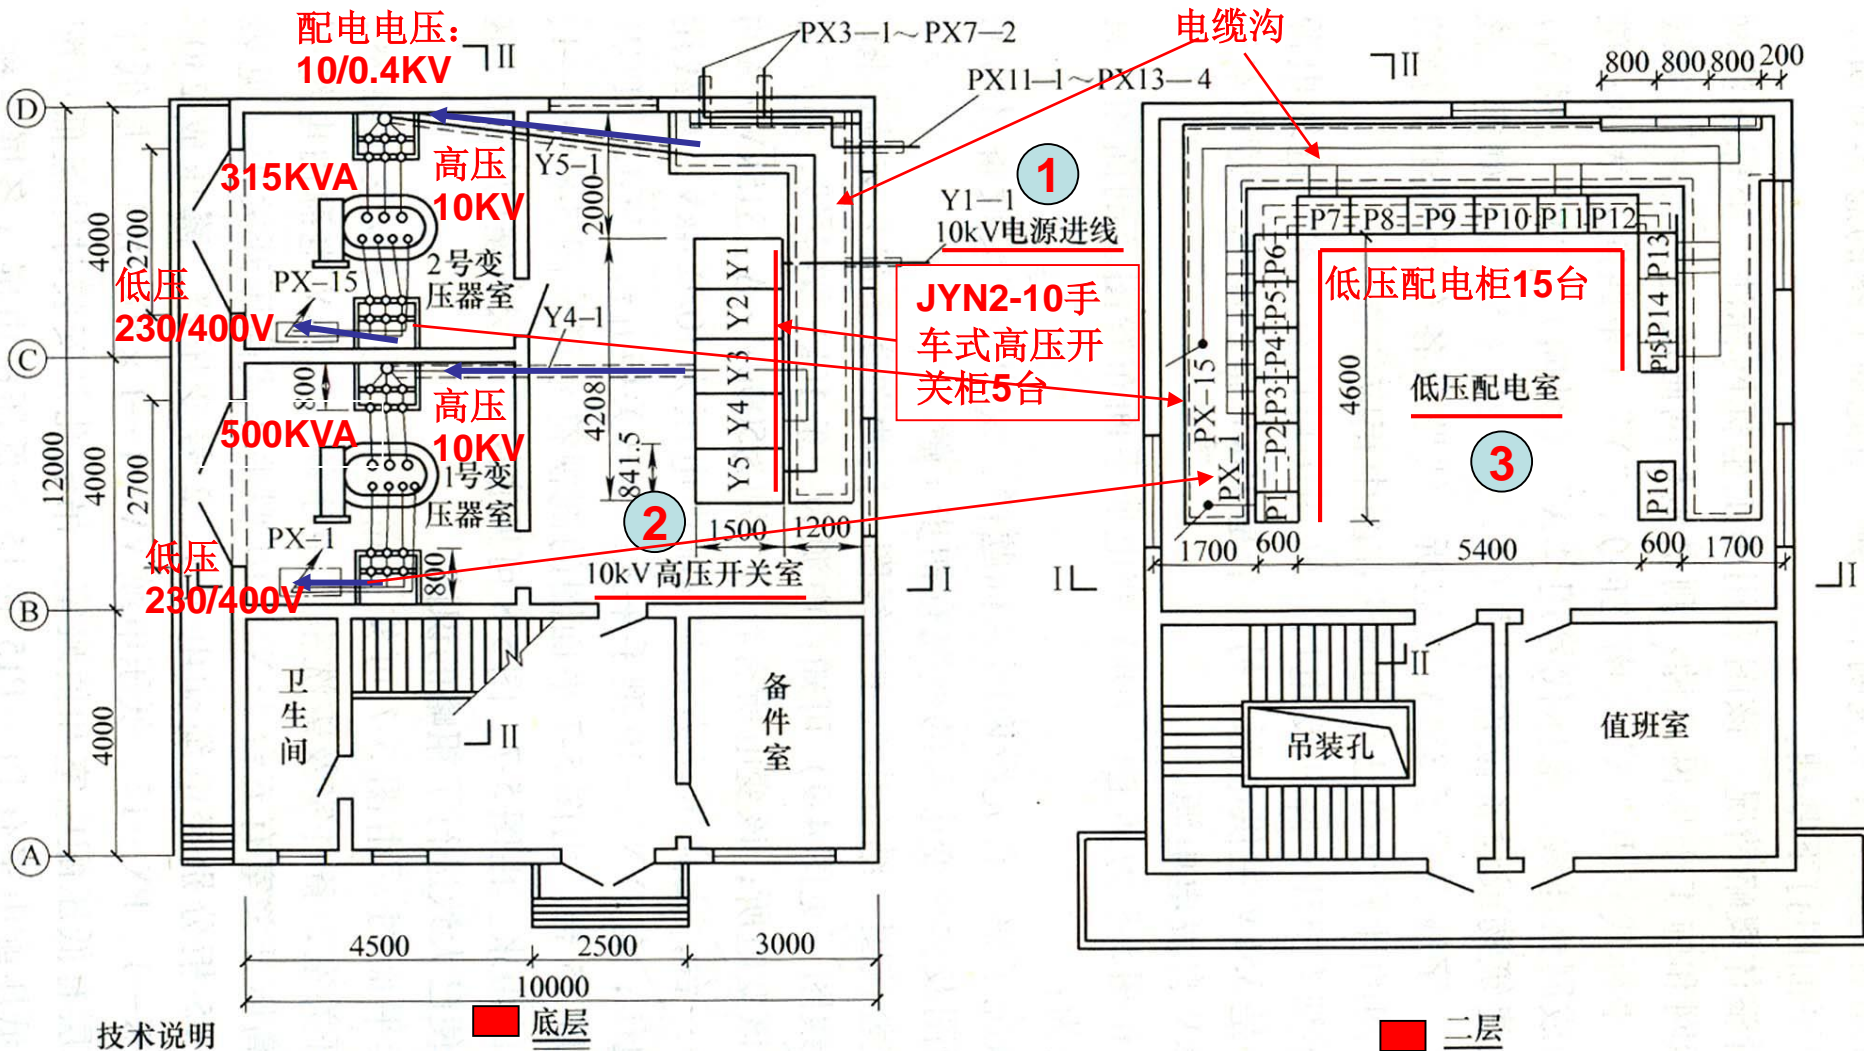 配电电压：
10/0.4KV
II
PX3—1～PX7—2
电缆沟
II
800
800
800
200
PX11—1～PX13—4
D
315KVA
高压
10KV
Y5—1
2000
1
Y1—1
10kV电源进线
P7
P8
P9
P10
P11
P12
4000
2700
低压
230/400V
PX—15
2号变
压器室
Y4—1
Y1
Y2
Y3
Y4
Y5
JYN2-10手
车式高压开
关柜5台
P6
P5
P4
P3
P2
P1
低压配电柜15台
P13
P14
P15
P16
C
800
500KVA
高压
10KV
4208
841.5
PX—15
PX—1
4600
低压配电室
3
12000
4000
2700
1号变
压器室
2
1500
1200
低压
230/400V
PX—1
800
10kV高压开关室
I
I
I
1700
600
5400
600
1700
I
B
卫生间
备件室
II
II
吊装孔
值班室
4000
A
4500
2500
3000
10000
技术说明
底层
二层